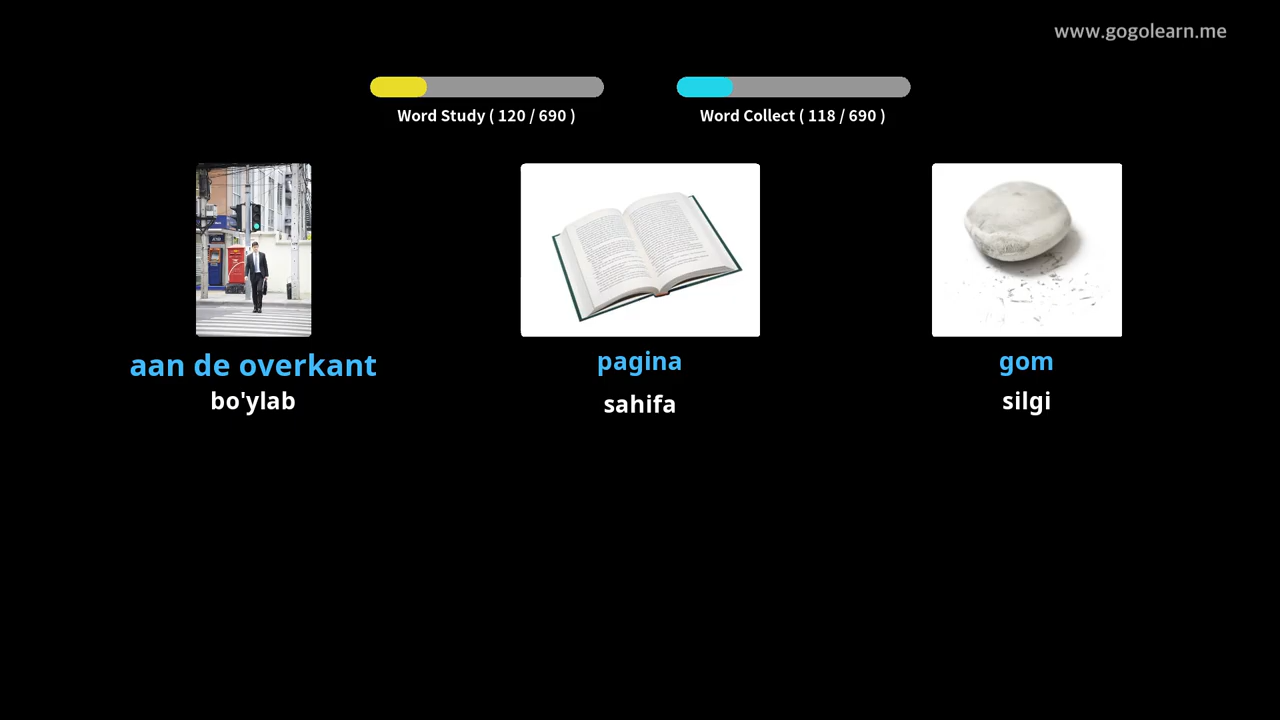 www.gogolearn.me
Word Study ( 120 / 690 )
Word Collect ( 118 / 690 )
aan de overkant
bo'ylab
pagina
sahifa
gom
silgi